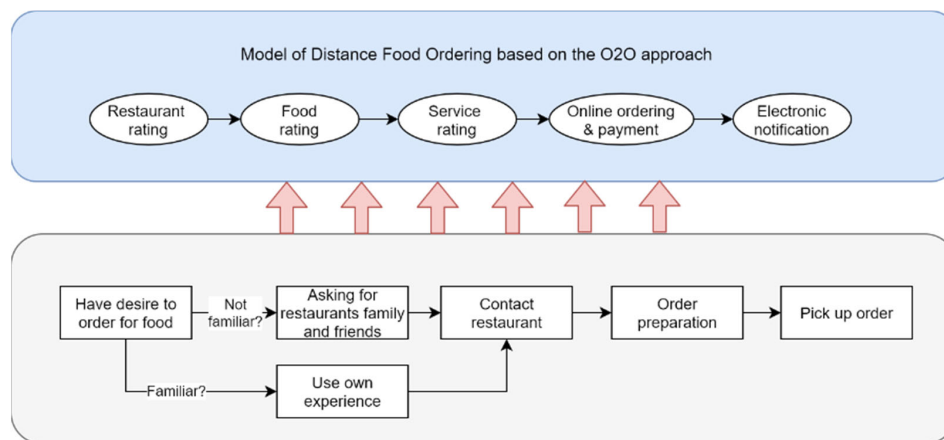 Model of Distance Food Ordering based on the O2O approach
Restaurant
rating
Food
rating
Service
rating
Online ordering
& payment
Electronic
notification
Have desire to
order for food
Not
familiar?
Asking for
restaurants family
and friends
Contact
restaurant
Order
preparation
Pick up order
Familiar?
Use own
experience